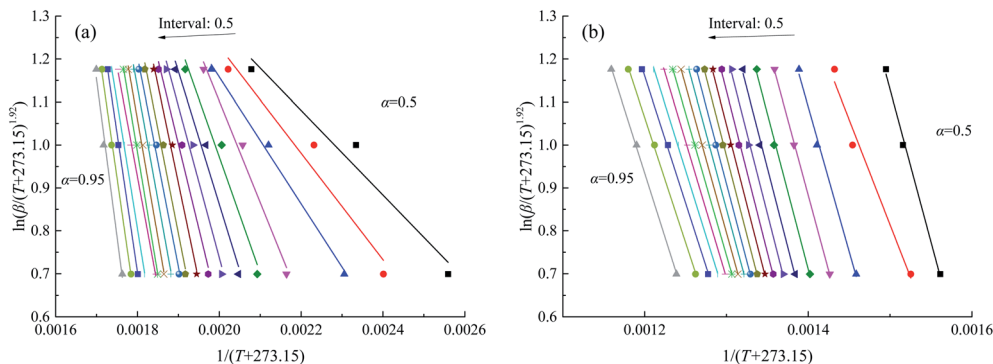 (a)
Interval: 0.5
1.3
1.2
1.1
1.0
0.9
0.8
0.7
0.6
α=0.5
α=0.95
ln(β/(T+273.15)^1.92)
0.0016 0.0018 0.0020 0.0022 0.0024 0.0026
1/(T+273.15)
(b)
Interval: 0.5
1.3
1.2
1.1
1.0
0.9
0.8
0.7
0.6
α=0.5
α=0.95
ln(β/(T+273.15)^1.92)
0.0012 0.0014 0.0016
1/(T+273.15)